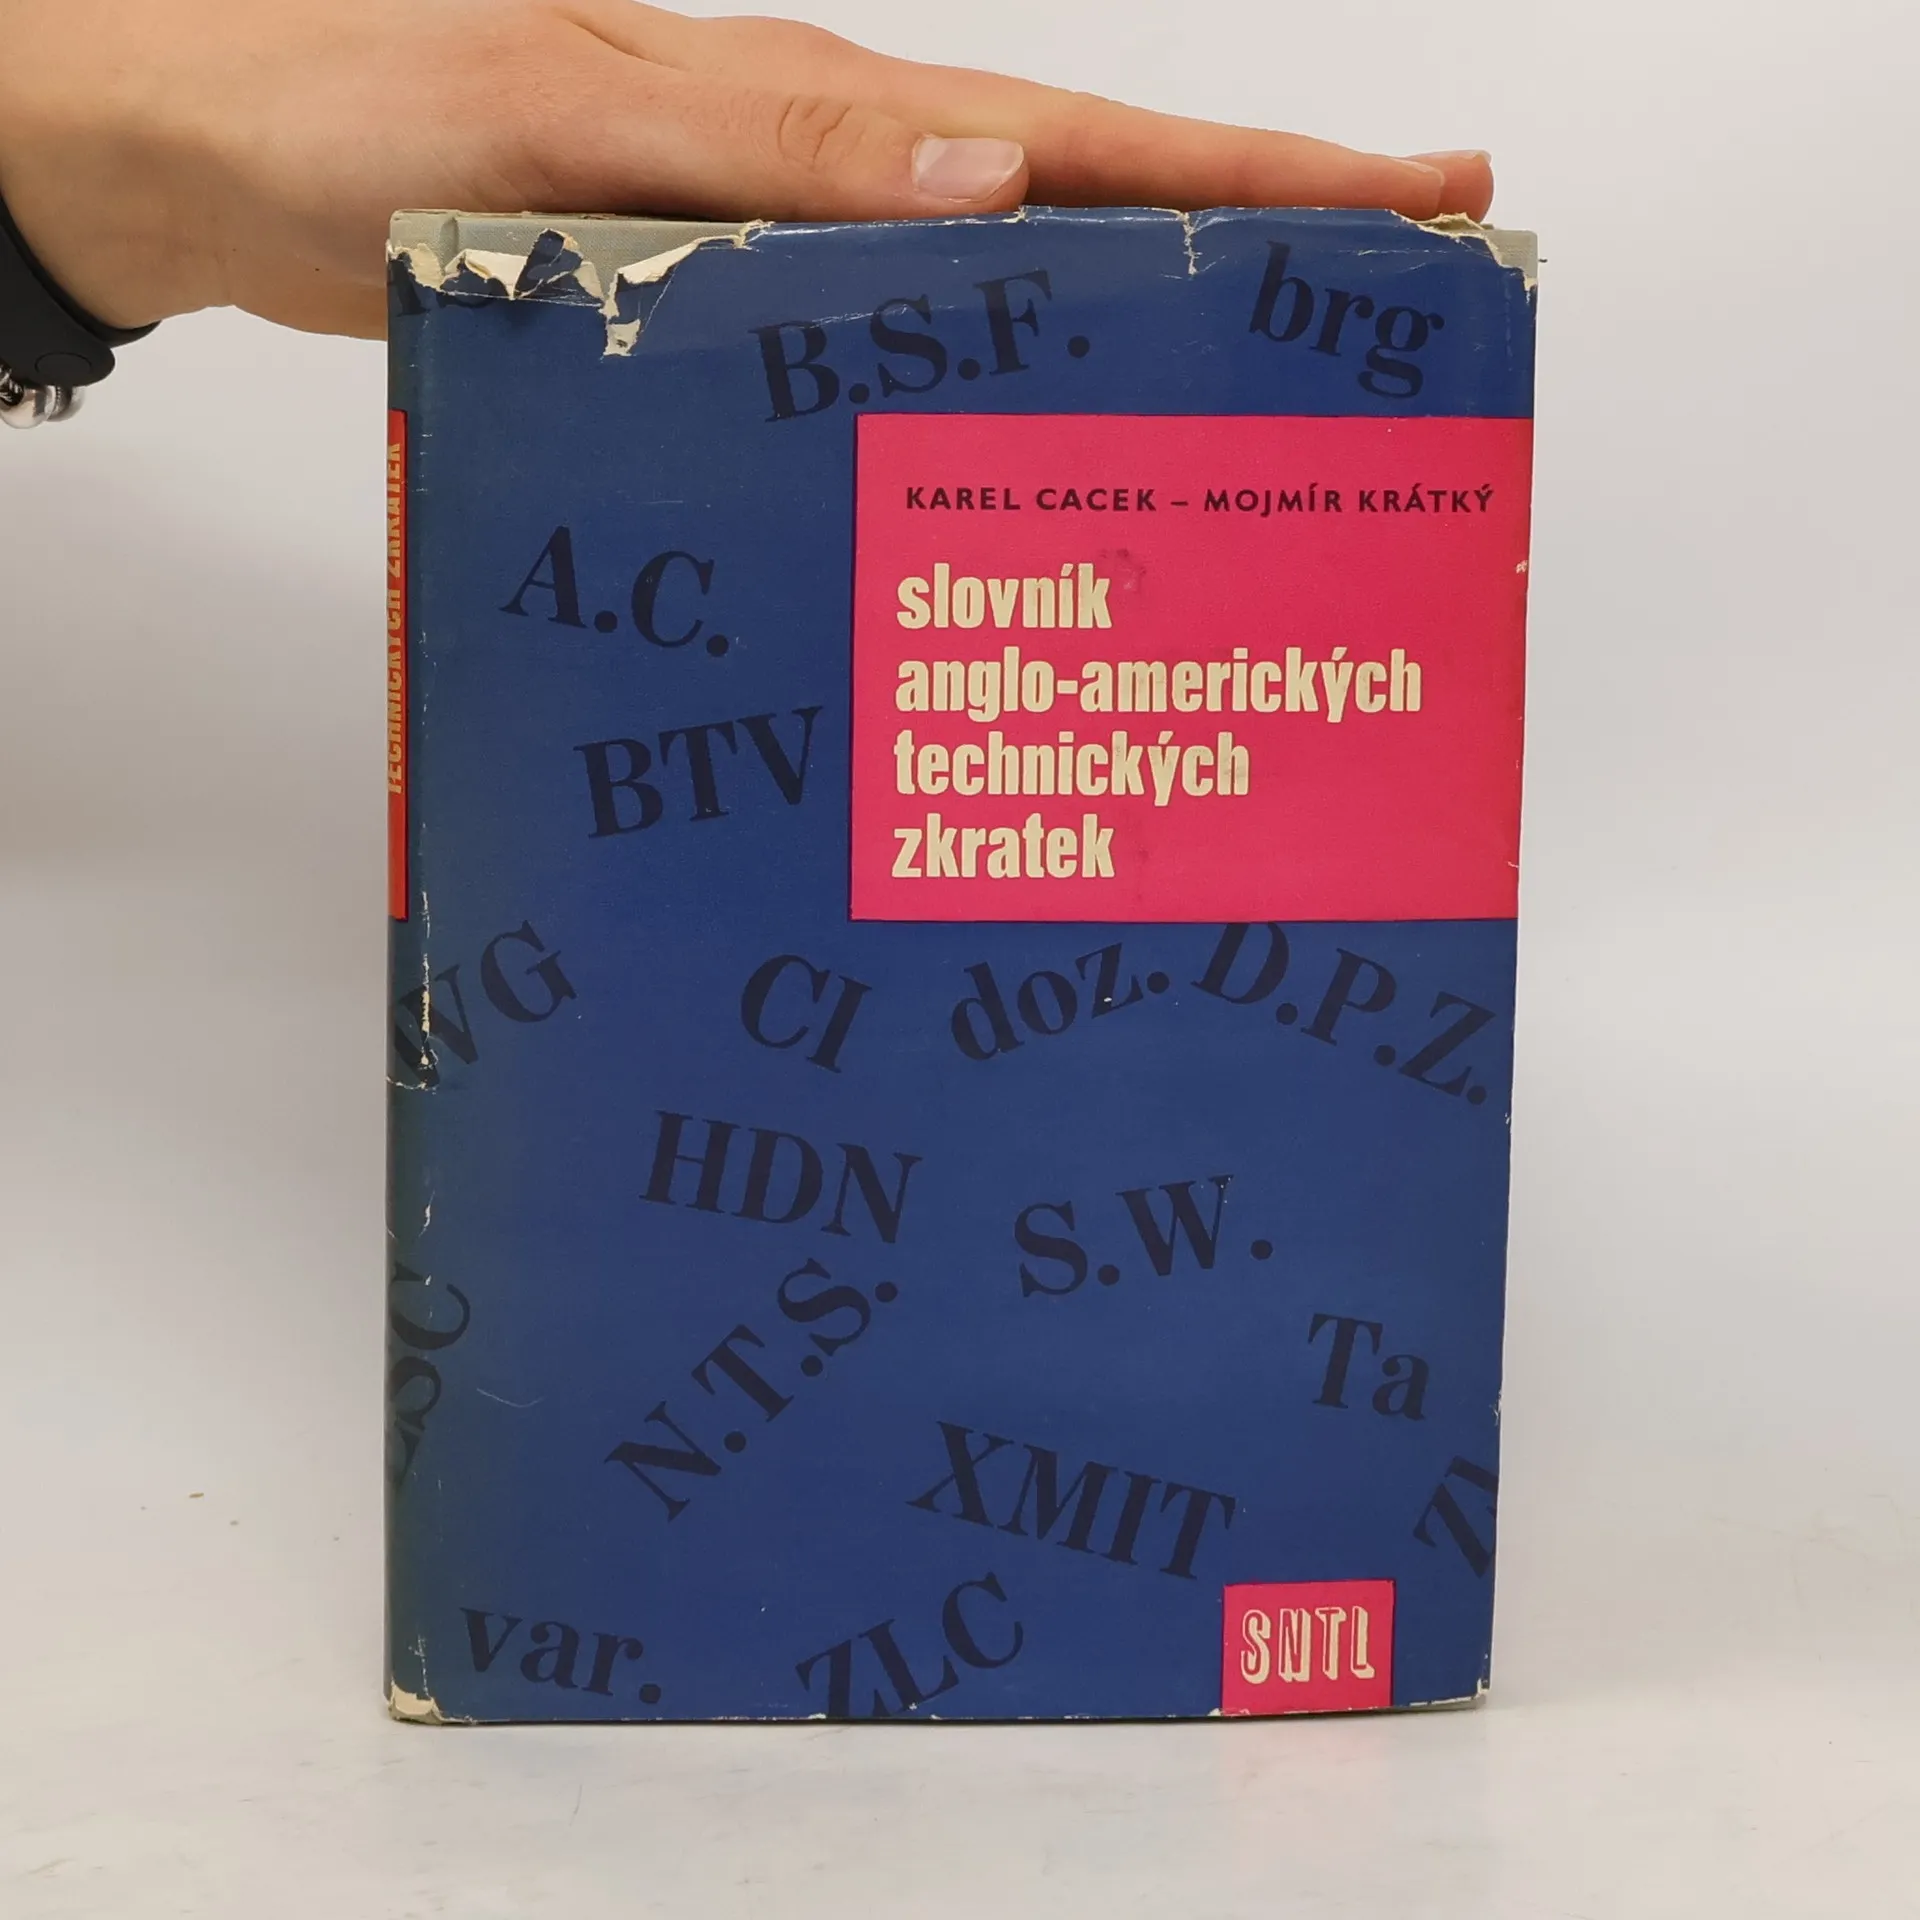 B.S.F.
brg
KAREL CACEK – MOJMÍR KRÁTKÝ
slovník
anglo-amerických
technických
zkratek
TECHNICKÝCH ZKRATEK
A.C.
BTV
WG
CI
doz.
D.P.Z.
HDN
S.W.
N.T.S.
Ta
XMIT
var.
ZLC
SNTL